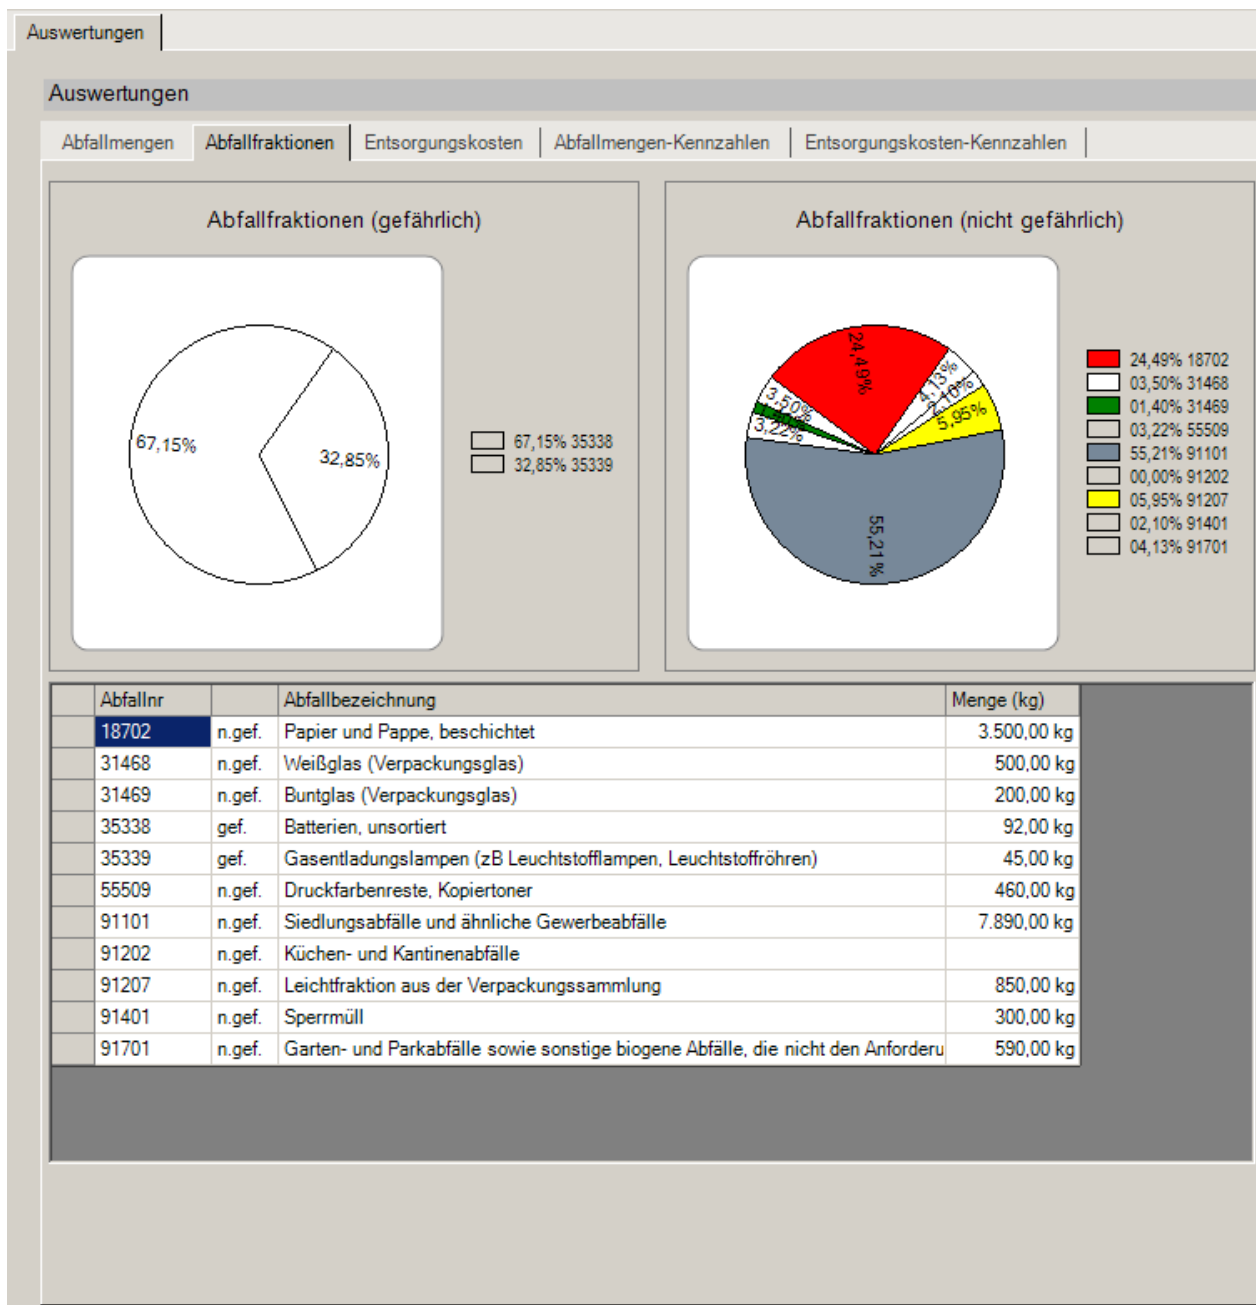 Auswertungen
Auswertungen
Abfallmengen Abfallfraktionen Entsorgungskosten Abfallmengen-Kennzahlen Entsorgungskosten-Kennzahlen
Abfallfraktionen (gefährlich)
67,15%
32,85%
67,15% 35338
32,85% 35339
Abfallfraktionen (nicht gefährlich)
24,49%
4,13%
2,10%
5,95%
3,50%
3,22%
55,21%
24,49% 18702
03,50% 31468
01,40% 31469
03,22% 55509
55,21% 91101
00,00% 91202
05,95% 91207
02,10% 91401
04,13% 91701
Abfallnr Abfallbezeichnung Menge (kg)
18702 n.gef. Papier und Pappe, beschichtet 3.500,00 kg
31468 n.gef. Weißglas (Verpackungsglas) 500,00 kg
31469 n.gef. Buntglas (Verpackungsglas) 200,00 kg
35338 gef. Batterien, unsortiert 92,00 kg
35339 gef. Gasentladungslampen (zB Leuchtstofflampen, Leuchtstoffröhren) 45,00 kg
55509 n.gef. Druckfarbenreste, Kopiertoner 460,00 kg
91101 n.gef. Siedlungsabfälle und ähnliche Gewerbeabfälle 7.890,00 kg
91202 n.gef. Küchen- und Kantinenabfälle
91207 n.gef. Leichtfraktion aus der Verpackungssammlung 850,00 kg
91401 n.gef. Sperrmüll 300,00 kg
91701 n.gef. Garten- und Parkabfälle sowie sonstige biogene Abfälle, die nicht den Anforderu 590,00 kg